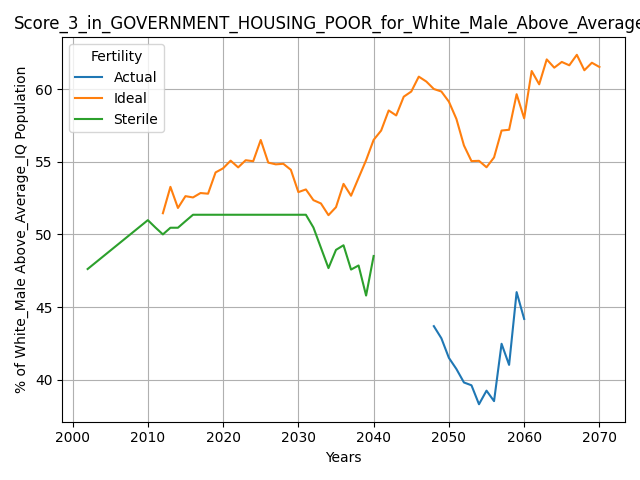 Score_3_in_GOVERNMENT_HOUSING_POOR_for_White_Male_Above_Average
Fertility
Actual
Ideal
Sterile
% of White_Male Above_Average_IQ Population
60
55
50
45
40
2000 2010 2020 2030 2040 2050 2060 2070
Years